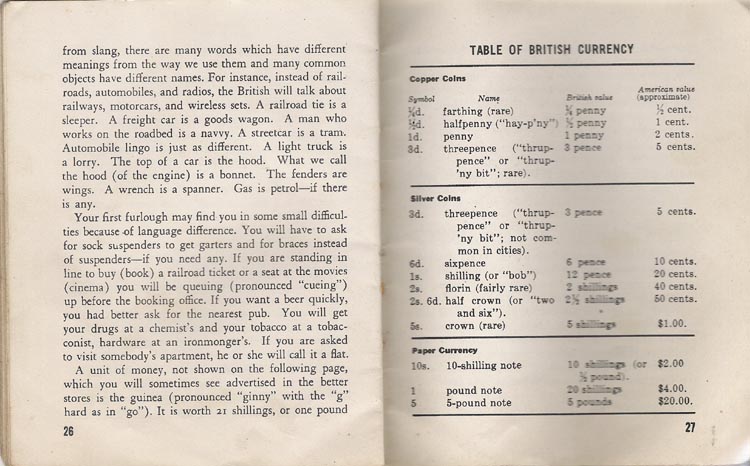 from slang, there are many words which have different
meanings from the way we use them and many common
objects have different names. For instance, instead of rail-
roads, automobiles, and radios, the British will talk about
railways, motorcars, and wireless sets. A railroad tie is a
sleeper. A freight car is a goods wagon. A man who
works on the roadbed is a navvy. A streetcar is a tram.
Automobile lingo is just as different. A light truck is
a lorry. The top of a car is the hood. What we call
the hood (of the engine) is a bonnet. The fenders are
wings. A wrench is a spanner. Gas is petrol—if there
is any.
Your first furlough may find you in some small difficul-
ties because of language difference. You will have to ask
for sock suspenders to get garters and for braces instead
of suspenders—if you need any. If you are standing in
line to buy (book) a railroad ticket or a seat at the movies
(cinema) you will be queuing (pronounced "cueing")
up before the booking office. If you want a beer quickly,
you had better ask for the nearest pub. You will get
your drugs at a chemist's and your tobacco at a tobac-
conist, hardware at an ironmonger's. If you are asked
to visit somebody's apartment, he or she will call it a flat.
A unit of money, not shown on the following page,
which you will sometimes see advertised in the better
stores is the guinea (pronounced "ginny" with the "g"
hard as in "go"). It is worth 21 shillings, or one pound
26
TABLE OF BRITISH CURRENCY
Copper Coins
American value
Symbol Name British value (approximate)
¼d. farthing (rare) ¼ penny ½ cent.
½d. halfpenny ("hay-p'ny") ½ penny 1 cent.
1d. penny 1 penny 2 cents.
3d. threepence ("thrup- 3 pence 5 cents.
pence" or "thrup-
'ny bit"; rare).
Silver Coins
3d. threepence ("thrup- 3 pence 5 cents.
pence" or "thrup-
'ny bit"; not com-
mon in cities).
6d. sixpence 6 pence 10 cents.
1s. shilling (or "bob") 12 pence 20 cents.
2s. florin (fairly rare) 2 shillings 40 cents.
2s. 6d. half crown (or "two 2½ shillings 50 cents.
and six").
5s. crown (rare) 5 shillings $1.00.
Paper Currency
10s. 10-shilling note 10 shillings (or $2.00
½ pound).
1 pound note 20 shillings $4.00.
5 5-pound note 5 pounds $20.00.
27